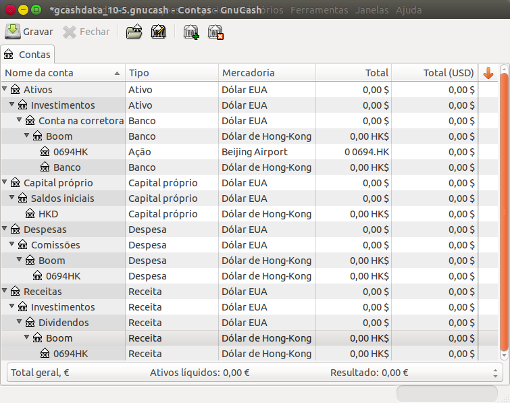 *gcashdata_10-5.gnucash - Contas - GnuCash
Ferramentas Janelas Ajuda
Gravar Fechar
Contas
Nome da conta Tipo Mercadoria Total Total (USD)
Ativos Ativo Dólar EUA 0,00 $ 0,00 $
Investimentos Ativo Dólar EUA 0,00 $ 0,00 $
Conta na corretora Banco Dólar EUA 0,00 $ 0,00 $
Boom Banco Dólar de Hong-Kong 0,00 HK$ 0,00 $
0694HK Ação Beijing Airport 0 0694.HK 0,00 $
Banco Banco Dólar de Hong-Kong 0,00 HK$ 0,00 $
Capital próprio Capital próprio Dólar EUA 0,00 $ 0,00 $
Saldos iniciais Capital próprio Dólar EUA 0,00 $ 0,00 $
HKD Capital próprio Dólar de Hong-Kong 0,00 HK$ 0,00 $
Despesas Despesa Dólar EUA 0,00 $ 0,00 $
Comissões Despesa Dólar EUA 0,00 $ 0,00 $
Boom Despesa Dólar de Hong-Kong 0,00 HK$ 0,00 $
0694HK Despesa Dólar de Hong-Kong 0,00 HK$ 0,00 $
Receitas Receita Dólar EUA 0,00 $ 0,00 $
Investimentos Receita Dólar EUA 0,00 $ 0,00 $
Dividendos Receita Dólar EUA 0,00 $ 0,00 $
Boom Receita Dólar de Hong-Kong 0,00 HK$ 0,00 $
0694HK Receita Dólar de Hong-Kong 0,00 HK$ 0,00 $
Total geral, € Ativos líquidos: 0,00 € Resultado: 0,00 €